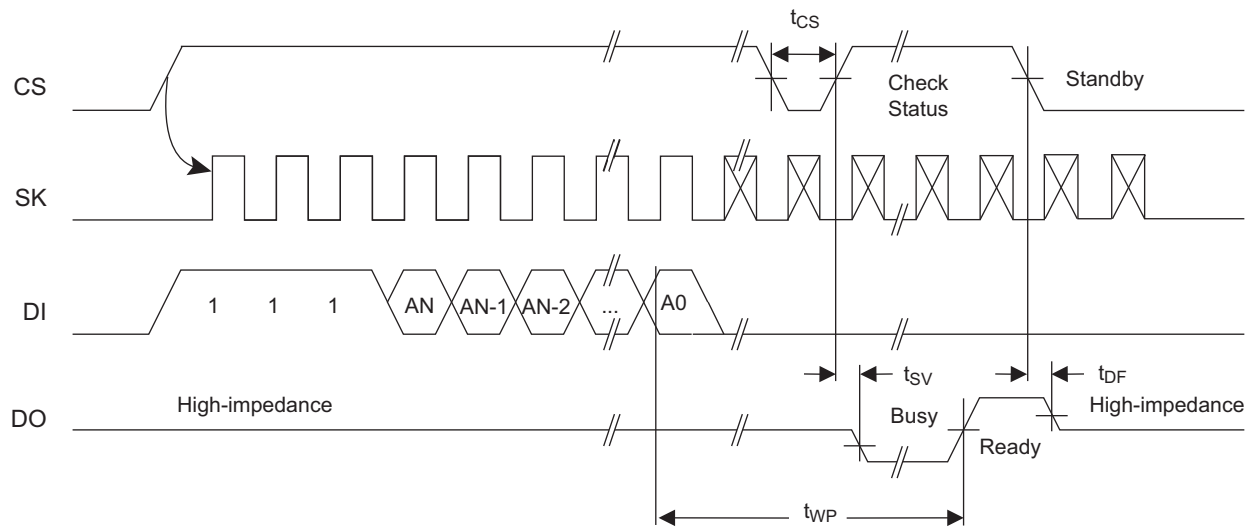 tCS
CS
Check
Status
Standby
SK
DI
1 1 1 AN AN-1 AN-2 ... A0
tSV
tDF
DO
High-impedance
Busy
Ready
High-impedance
tWP